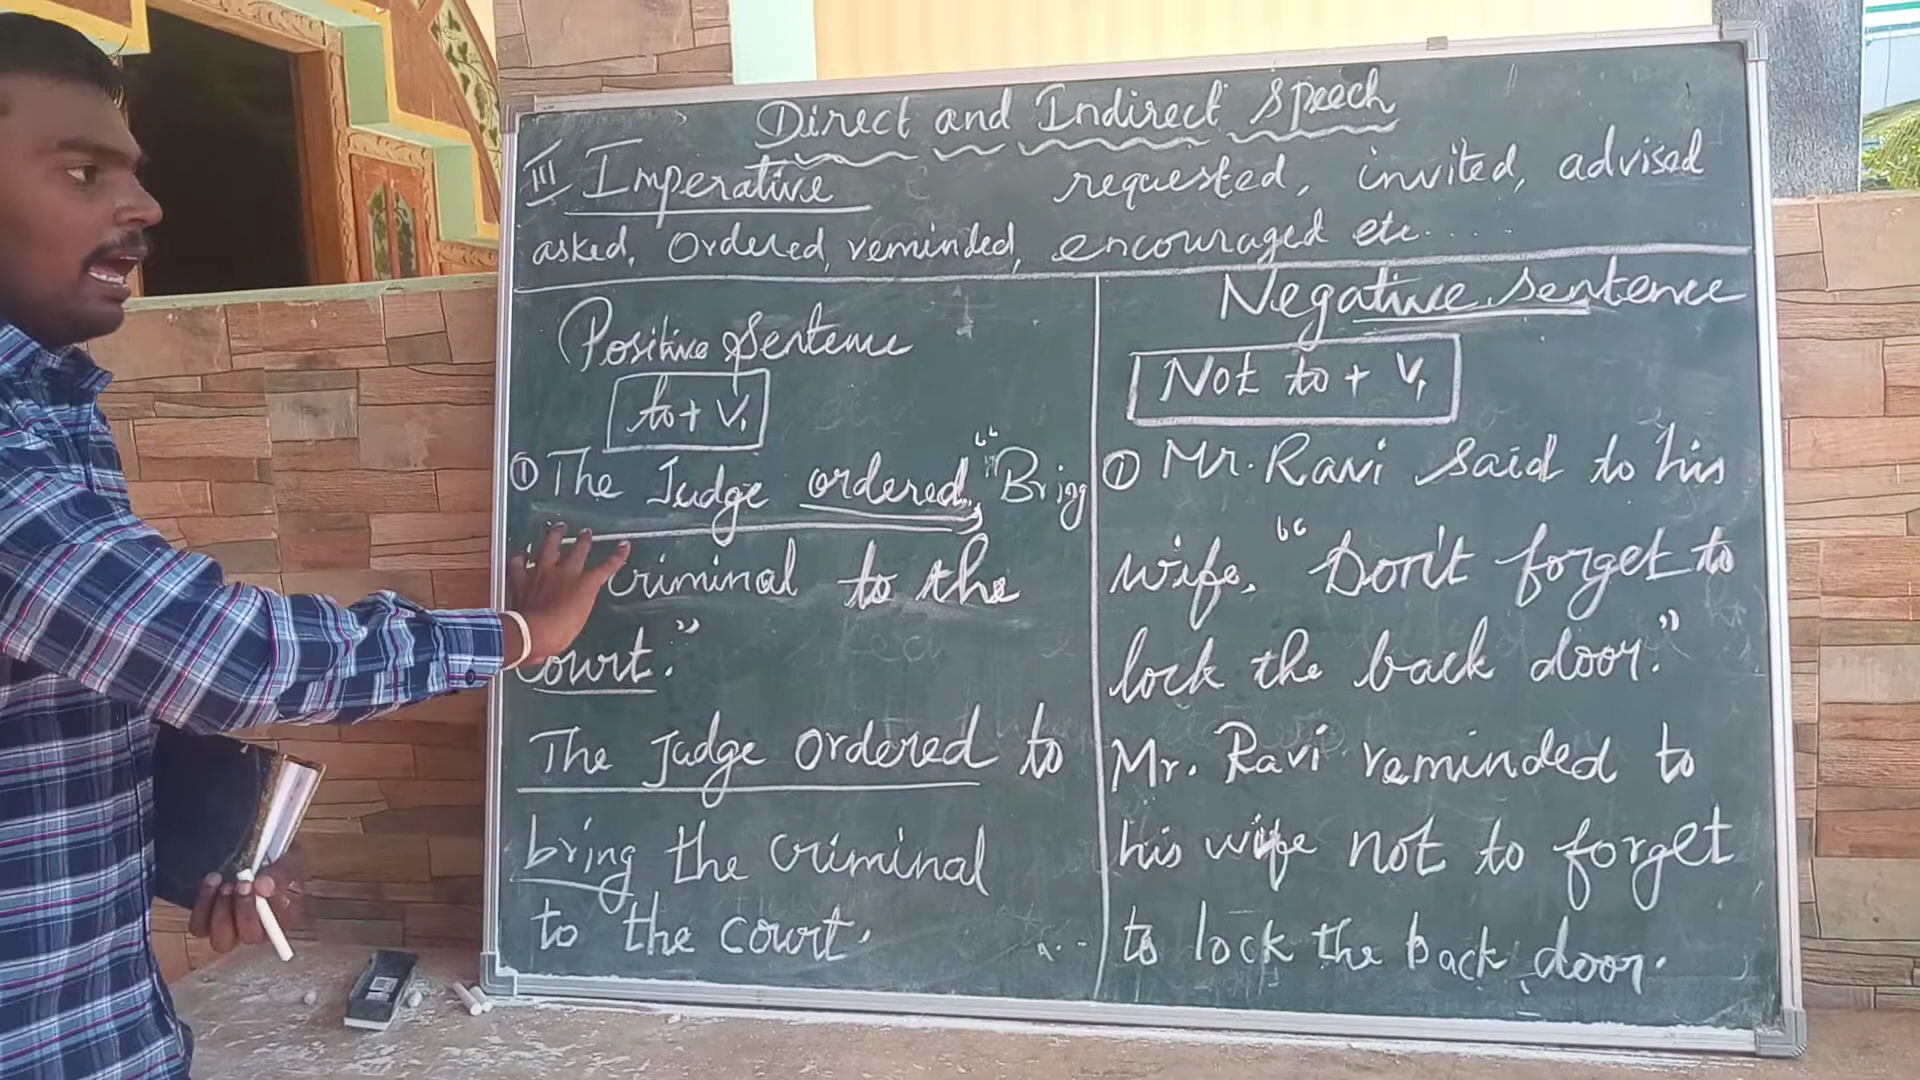 Direct and Indirect Speech
III Imperative requested, invited, advised
asked, Ordered, reminded, encouraged etc....
Positive Sentence
to + V1
① The Judge ordered, "Bring
criminal to the
court."
The Judge ordered to
bring the criminal
to the court.
Negative sentence
Not to + V1
① Mr. Ravi said to his
wife, "Don't forget to
lock the back door."
Mr. Ravi reminded to
his wife not to forget
to lock the back door.